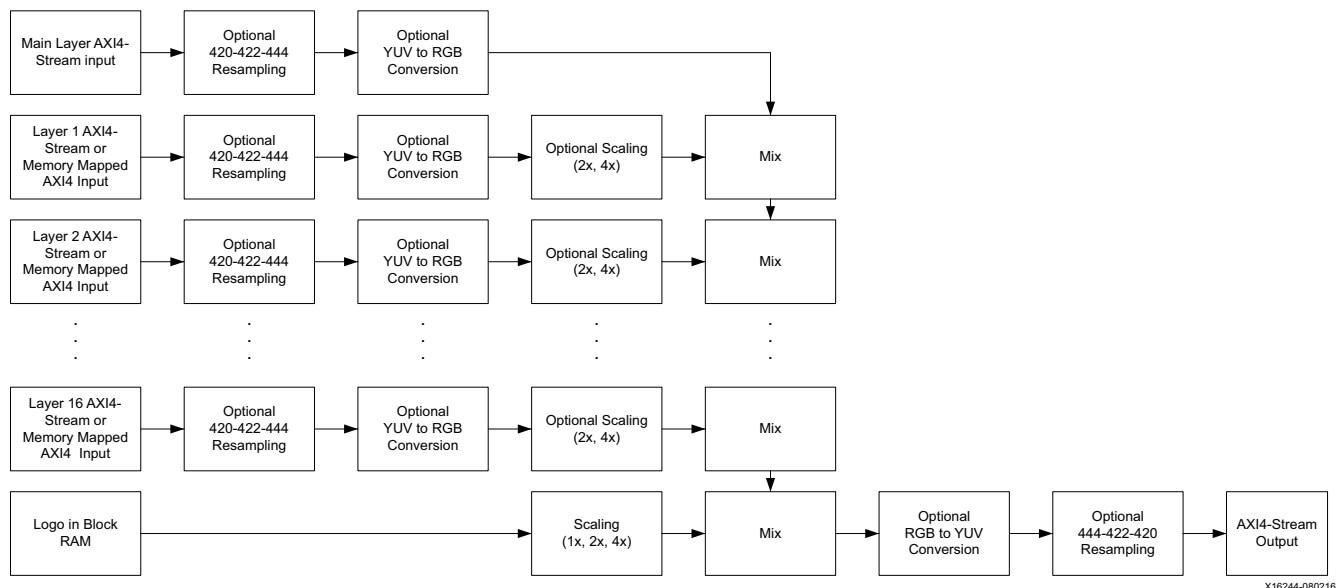 Main Layer AXI4-
Stream input
Optional
420-422-444
Resampling
Optional
YUV to RGB
Conversion
Layer 1 AXI4-
Stream or
Memory Mapped
AXI4 Input
Optional
420-422-444
Resampling
Optional
YUV to RGB
Conversion
Optional Scaling
(2x, 4x)
Mix
Layer 2 AXI4-
Stream or
Memory Mapped
AXI4 Input
Optional
420-422-444
Resampling
Optional
YUV to RGB
Conversion
Optional Scaling
(2x, 4x)
Mix
Layer 16 AXI4-
Stream or
Memory Mapped
AXI4 Input
Optional
420-422-444
Resampling
Optional
YUV to RGB
Conversion
Optional Scaling
(2x, 4x)
Mix
Logo in Block
RAM
Scaling
(1x, 2x, 4x)
Mix
Optional
RGB to YUV
Conversion
Optional
444-422-420
Resampling
AXI4-Stream
Output
X16244-080216